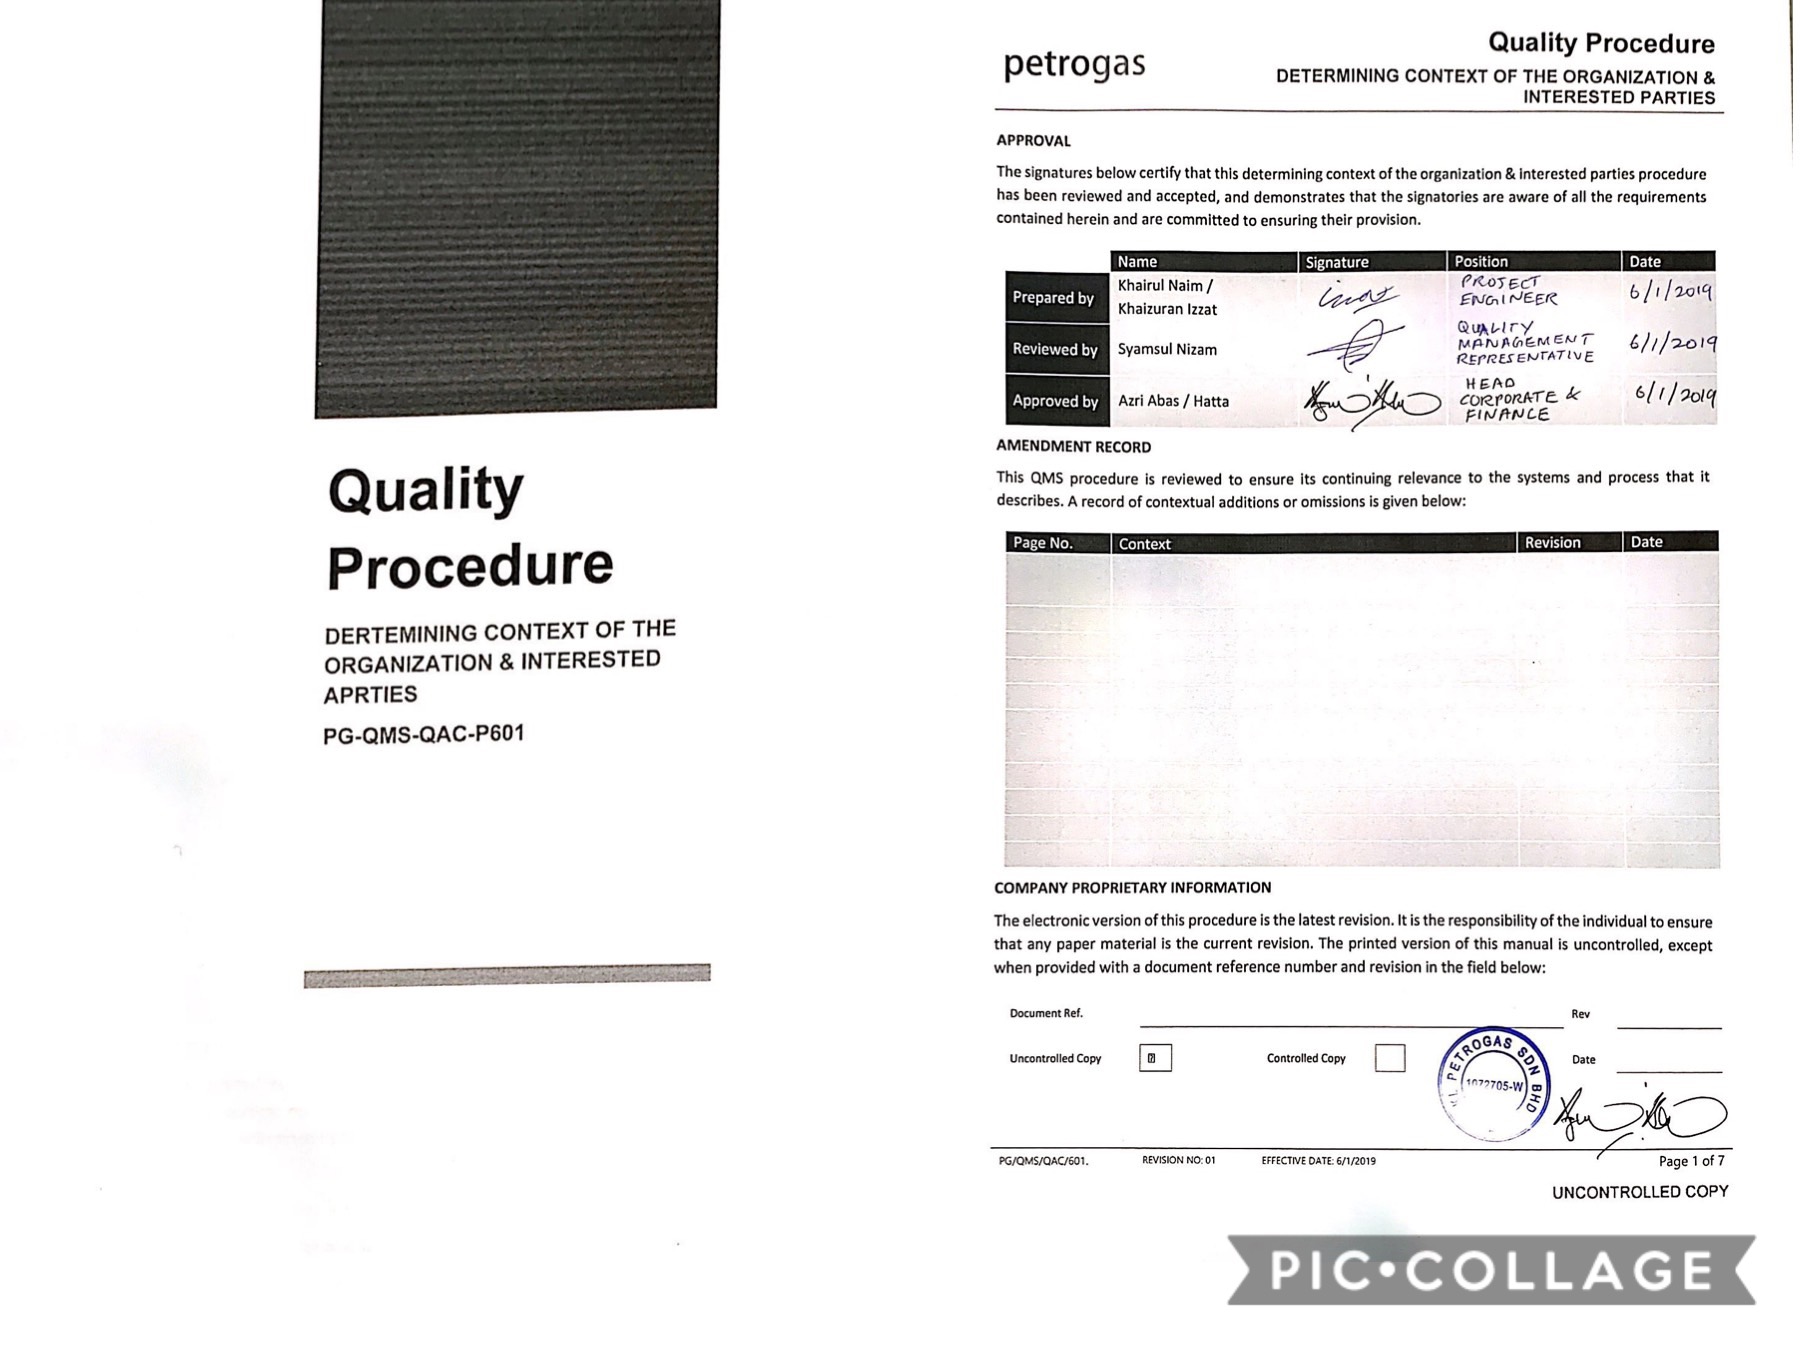 Quality
Procedure
DERTEMINING CONTEXT OF THE
ORGANIZATION & INTERESTED
APRTIES
PG-QMS-QAC-P601
petrogas
Quality Procedure
DETERMINING CONTEXT OF THE ORGANIZATION &
INTERESTED PARTIES
APPROVAL
The signatures below certify that this determining context of the organization & interested parties procedure
has been reviewed and accepted, and demonstrates that the signatories are aware of all the requirements
contained herein and are committed to ensuring their provision.
Name Signature Position Date
Prepared by Khairul Naim / Khaizuran Izzat PROJECT ENGINEER 6/1/2019
Reviewed by Syamsul Nizam QUALITY MANAGEMENT REPRESENTATIVE 6/1/2019
Approved by Azri Abas / Hatta HEAD CORPORATE & FINANCE 6/1/2019
AMENDMENT RECORD
This QMS procedure is reviewed to ensure its continuing relevance to the systems and process that it
describes. A record of contextual additions or omissions is given below:
Page No. Context Revision Date
COMPANY PROPRIETARY INFORMATION
The electronic version of this procedure is the latest revision. It is the responsibility of the individual to ensure
that any paper material is the current revision. The printed version of this manual is uncontrolled, except
when provided with a document reference number and revision in the field below:
Document Ref. Rev
Uncontrolled Copy Controlled Copy Date
PETROGAS SDN BHD
1072705-W
PG/QMS/QAC/601. REVISION NO: 01 EFFECTIVE DATE: 6/1/2019 Page 1 of 7
UNCONTROLLED COPY
PIC•COLLAGE